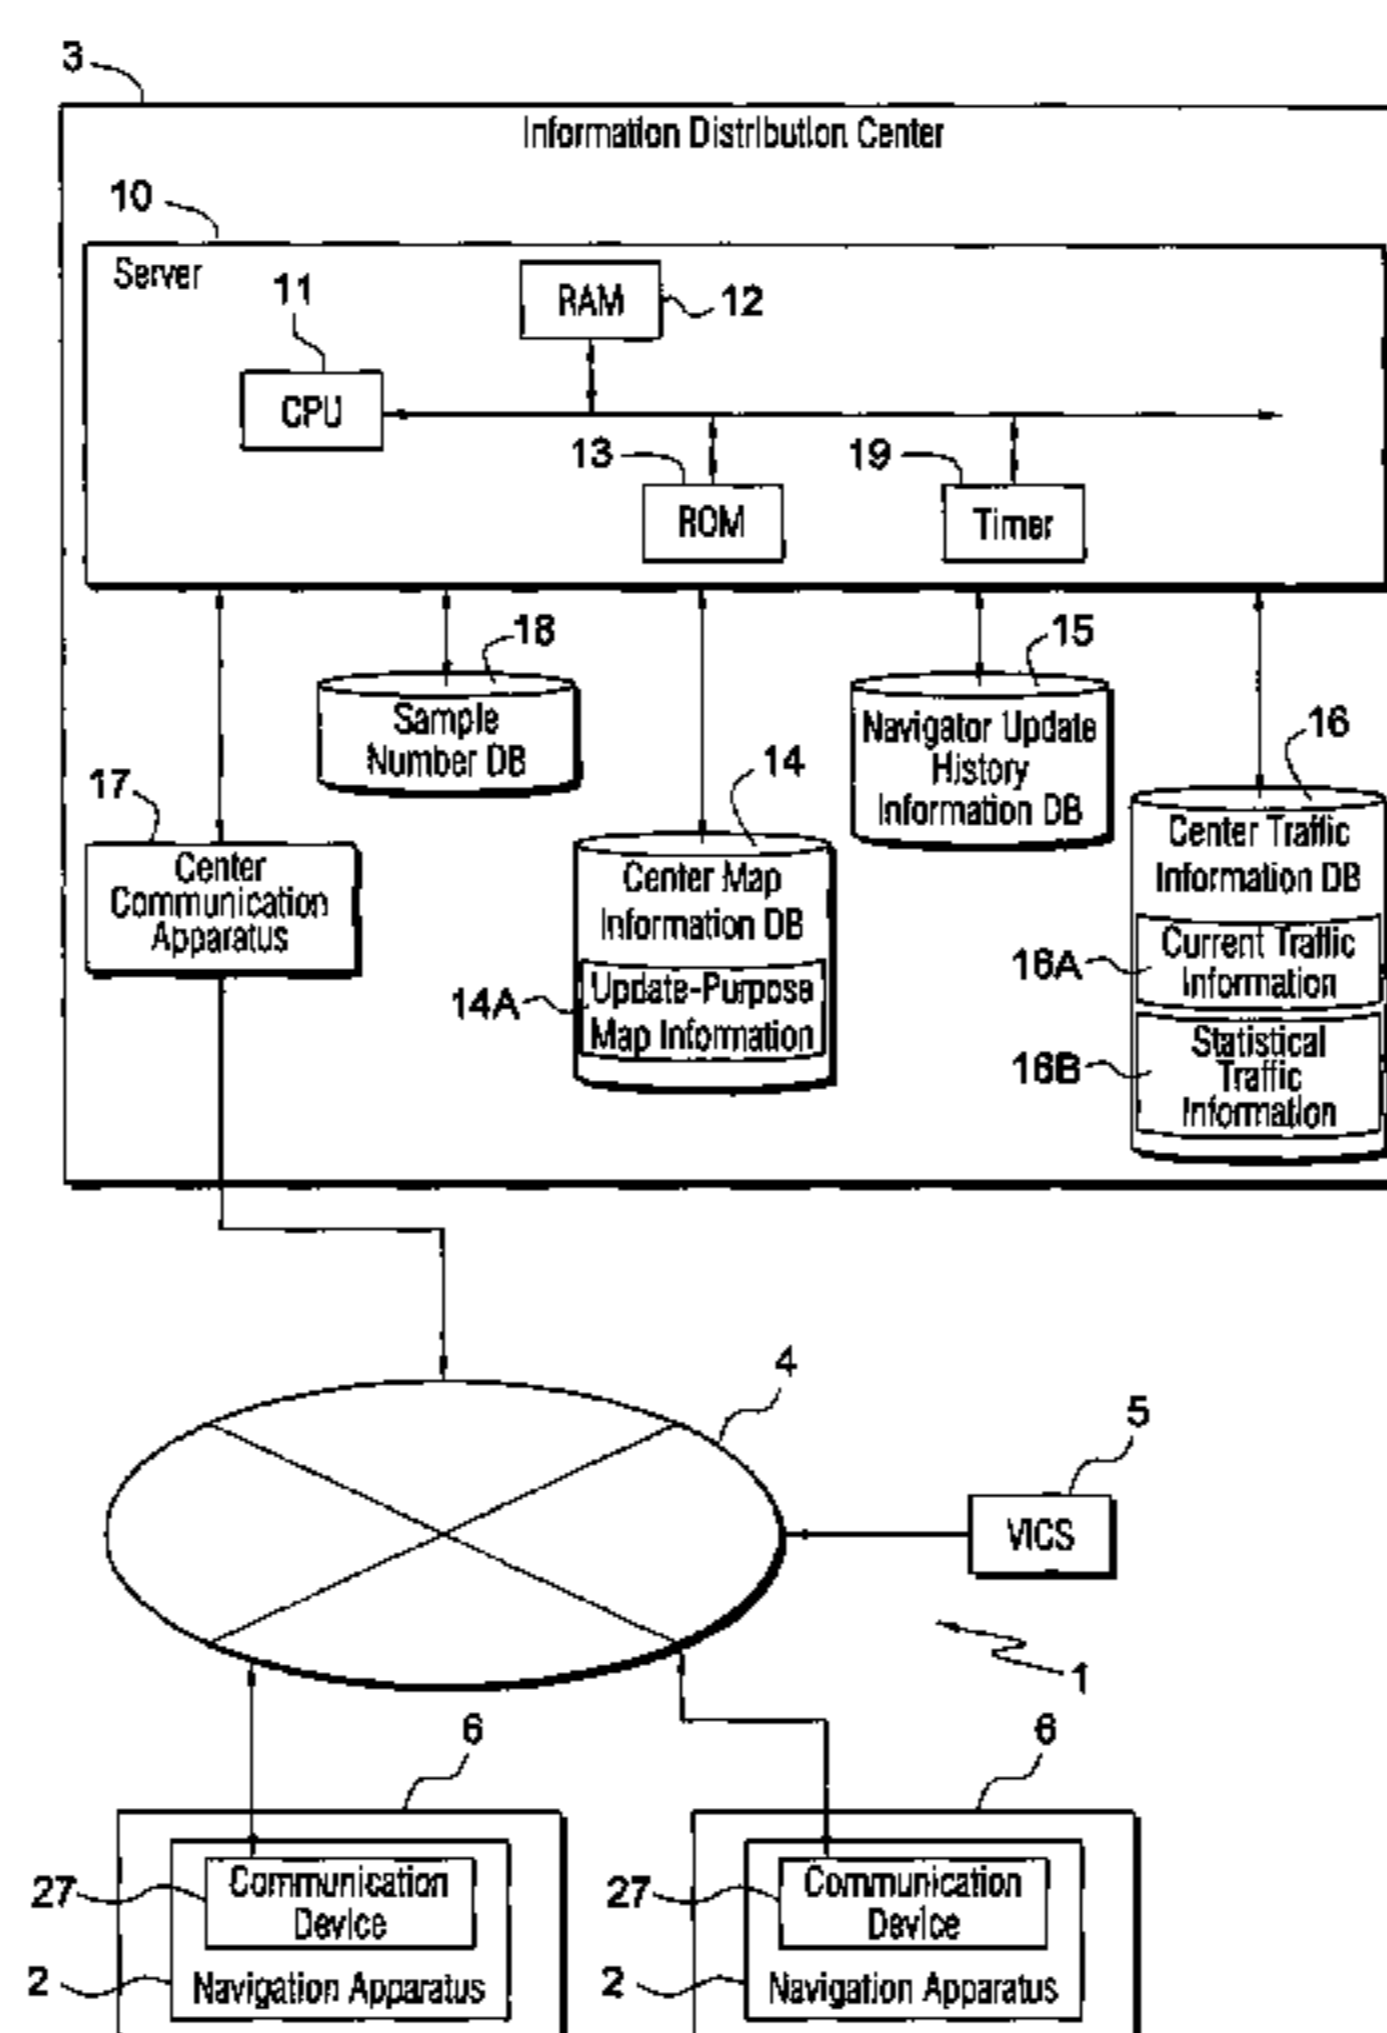 3
Information Distribution Center
10
Server
11
RAM
12
CPU
13
19
ROM
Timer
18
15
Sample
Number DB
Navigator Update
History
Information DB
16
17
14
Center
Communication
Apparatus
Center Map
Information DB
Center Traffic
Information DB
14A
Update-Purpose
Map Information
16A
Current Traffic
Information
16B
Statistical
Traffic
Information
4
5
VICS
1
6
6
27
Communication
Device
27
Communication
Device
2
Navigation Apparatus
2
Navigation Apparatus